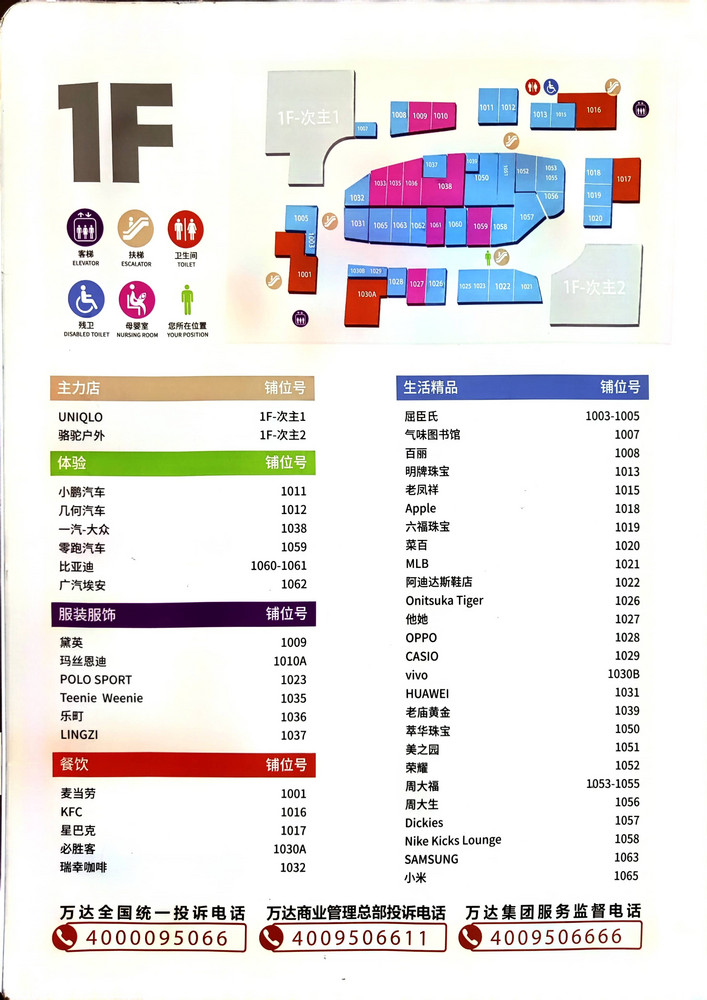 1F
客梯
ELEVATOR
扶梯
ESCALATOR
卫生间
TOILET
残卫
DISABLED TOILET
母婴室
NURSING ROOM
您所在位置
YOUR POSITION
1F-次主1
1007
1008
1009
1010
1011
1012
1013
1015
1016
1005
1003
1001
1032
1033
1035
1036
1037
1038
1039
1050
1051
1052
1053
1055
1056
1057
1031
1065
1063
1062
1061
1060
1059
1058
1018
1017
1019
1020
1030B
1029
1030A
1028
1027
1026
1025
1023
1022
1021
1F-次主2
主力店 铺位号
UNIQLO 1F-次主1
骆驼户外 1F-次主2
体验 铺位号
小鹏汽车 1011
几何汽车 1012
一汽-大众 1038
零跑汽车 1059
比亚迪 1060-1061
广汽埃安 1062
服装服饰 铺位号
黛英 1009
玛丝恩迪 1010A
POLO SPORT 1023
Teenie Weenie 1035
乐町 1036
LINGZI 1037
餐饮 铺位号
麦当劳 1001
KFC 1016
星巴克 1017
必胜客 1030A
瑞幸咖啡 1032
生活精品 铺位号
屈臣氏 1003-1005
气味图书馆 1007
百丽 1008
明牌珠宝 1013
老凤祥 1015
Apple 1018
六福珠宝 1019
菜百 1020
MLB 1021
阿迪达斯鞋店 1022
Onitsuka Tiger 1026
他她 1027
OPPO 1028
CASIO 1029
vivo 1030B
HUAWEI 1031
老庙黄金 1039
萃华珠宝 1050
美之园 1051
荣耀 1052
周大福 1053-1055
周大生 1056
Dickies 1057
Nike Kicks Lounge 1058
SAMSUNG 1063
小米 1065
万达全国统一投诉电话
4000095066
万达商业管理总部投诉电话
4009506611
万达集团服务监督电话
4009506666